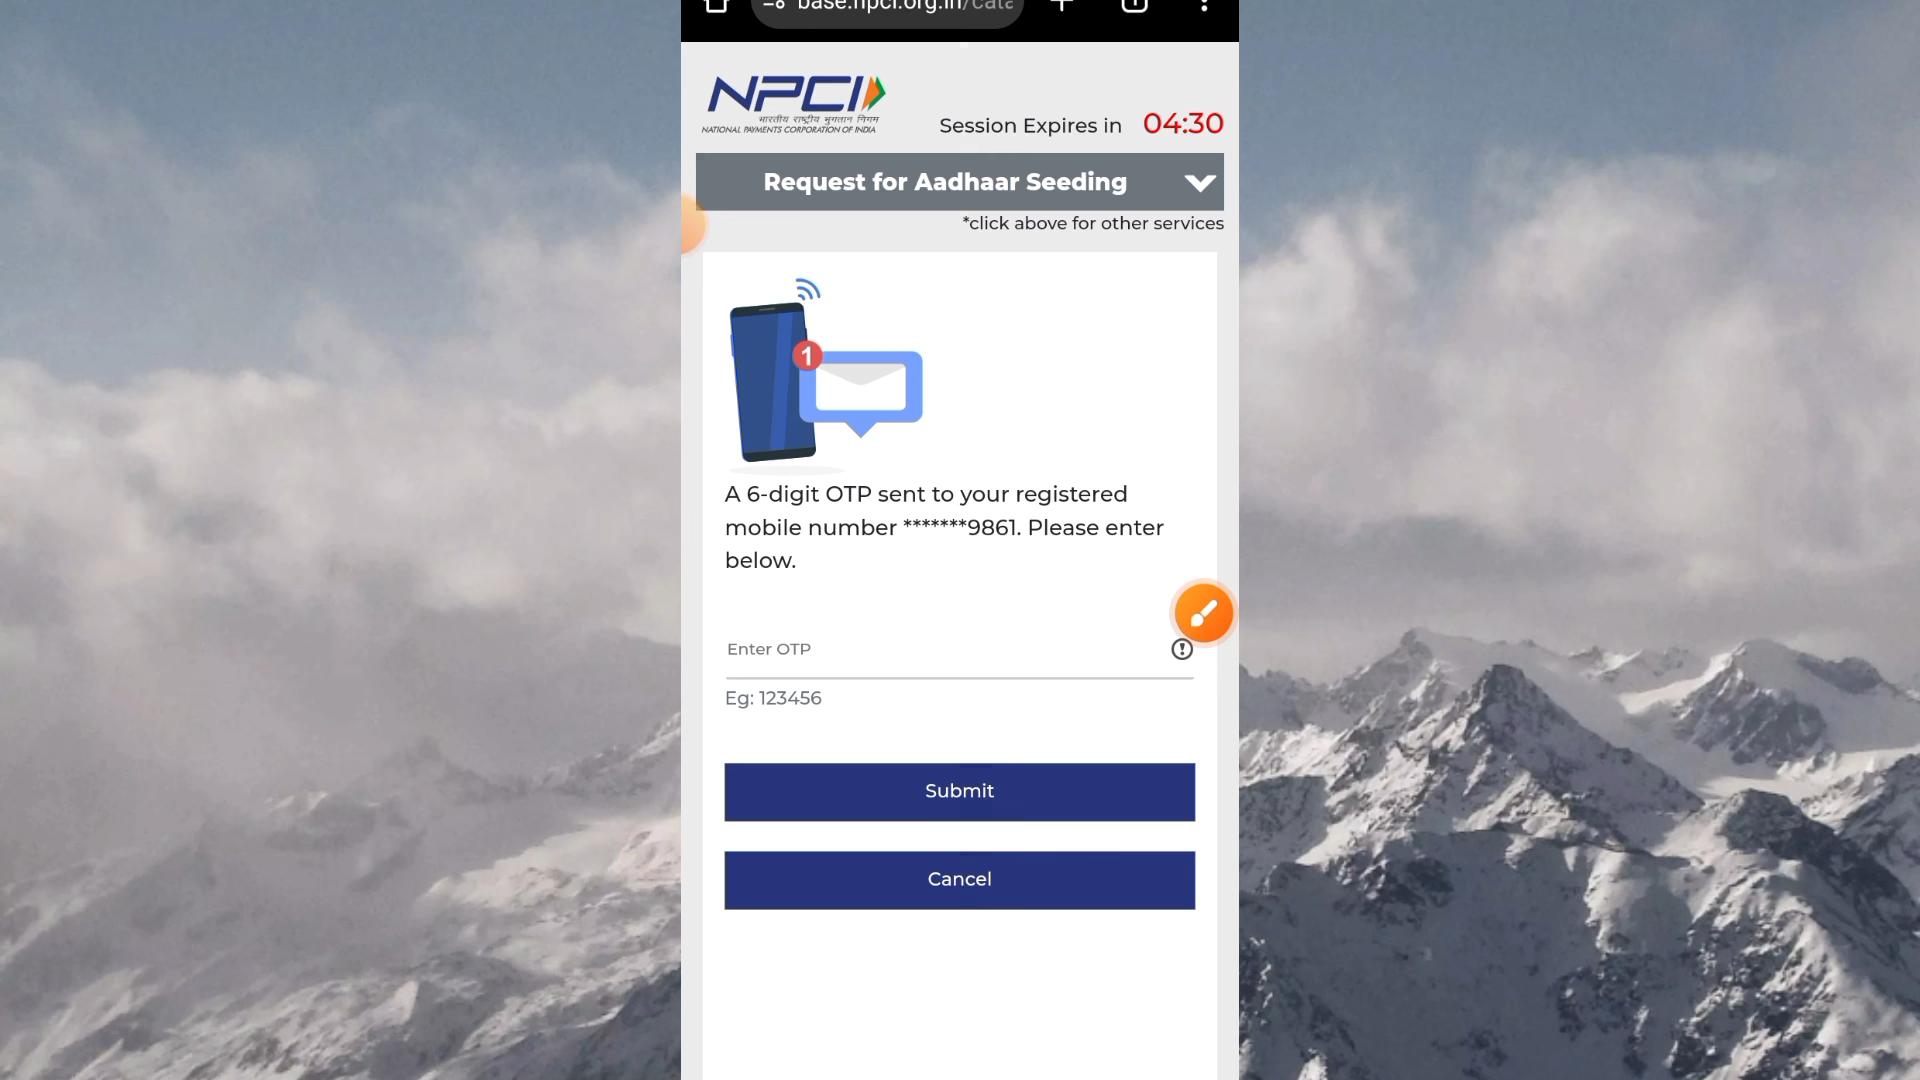 base.npci.org.in/cata
NPCI
भारतीय राष्ट्रीय भुगतान निगम
NATIONAL PAYMENTS CORPORATION OF INDIA
Session Expires in 04:30
Request for Aadhaar Seeding
*click above for other services
1
A 6-digit OTP sent to your registered
mobile number *******9861. Please enter
below.
Enter OTP
Eg: 123456
Submit
Cancel